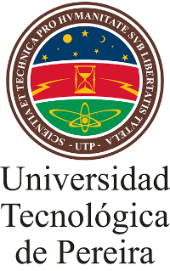 SCIENTIA ET TECHNICA PRO HVMANITATE SVB LIBERTATIS TVTELA
- UTP -
Universidad
Tecnológica
de Pereira